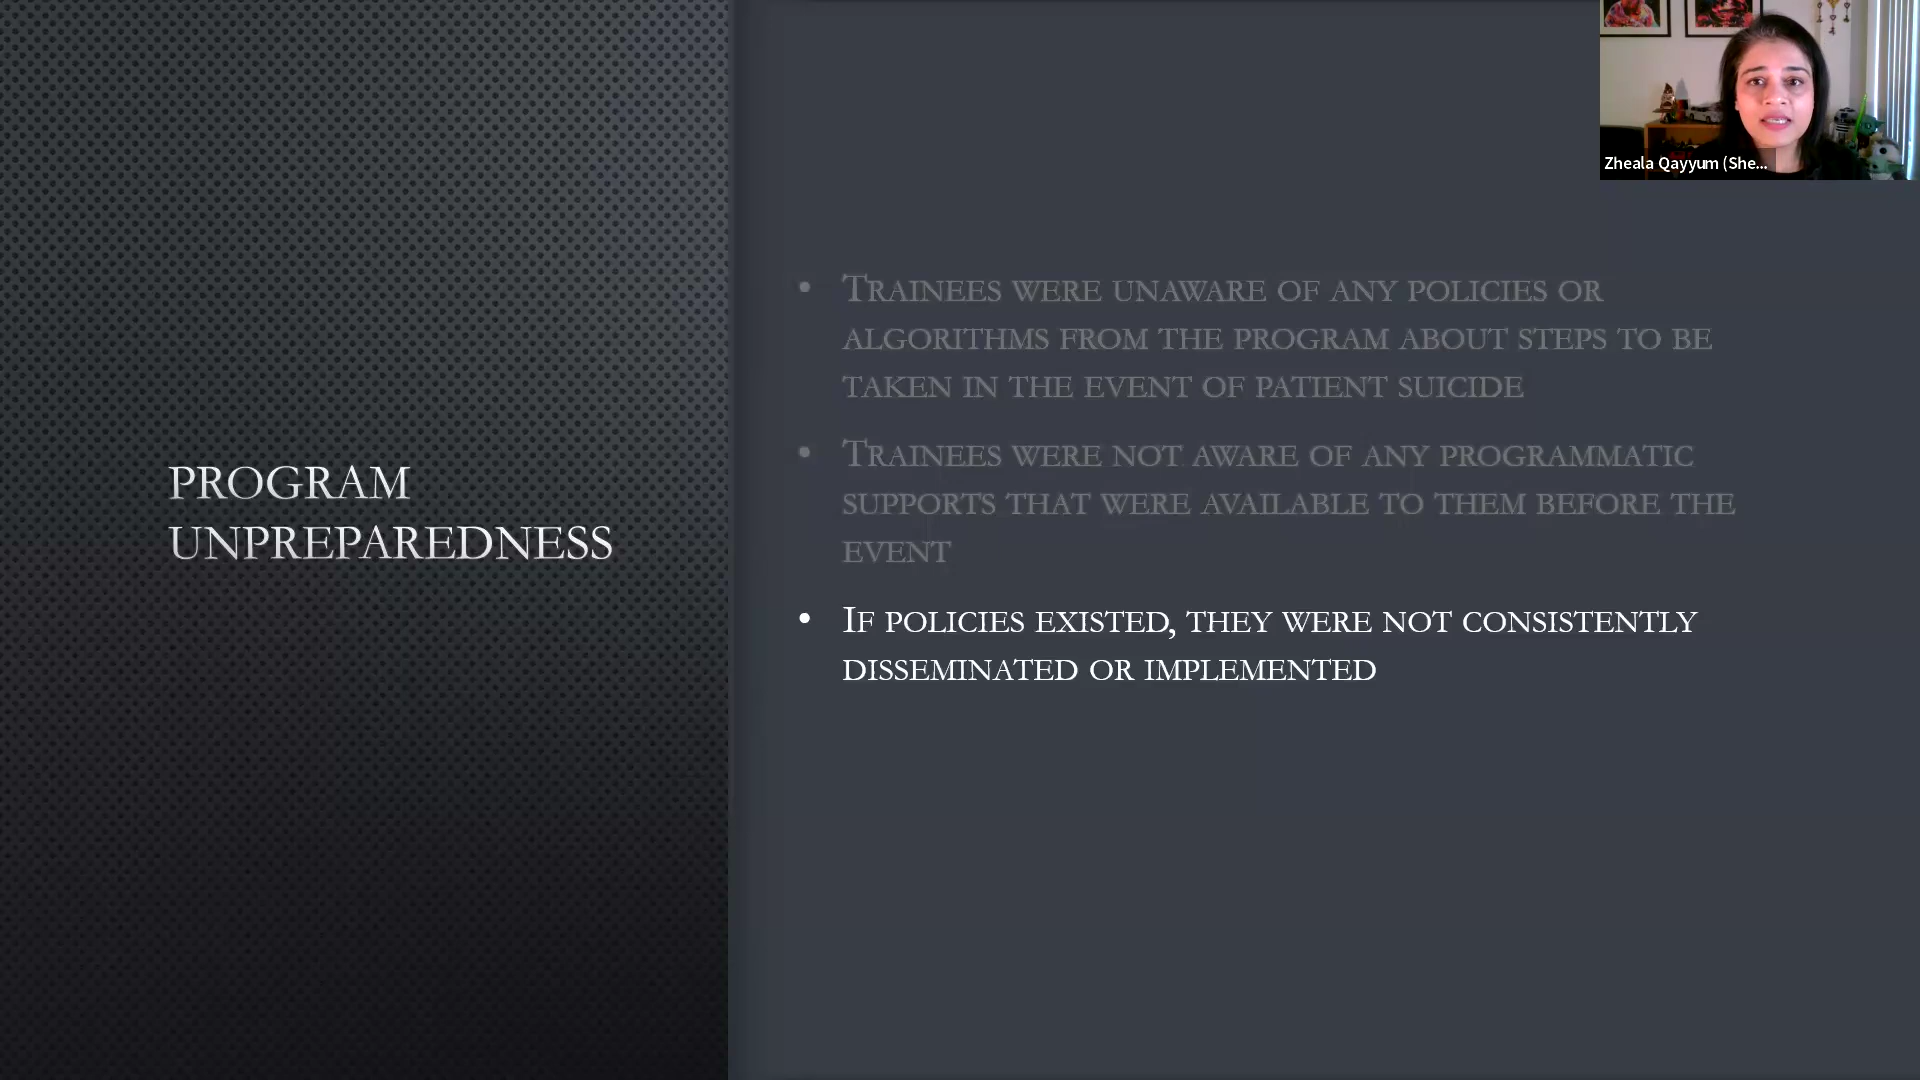 Zheala Qayyum (She...
PROGRAM
UNPREPAREDNESS
• TRAINEES WERE UNAWARE OF ANY POLICIES OR
ALGORITHMS FROM THE PROGRAM ABOUT STEPS TO BE
TAKEN IN THE EVENT OF PATIENT SUICIDE
• TRAINEES WERE NOT AWARE OF ANY PROGRAMMATIC
SUPPORTS THAT WERE AVAILABLE TO THEM BEFORE THE
EVENT
• IF POLICIES EXISTED, THEY WERE NOT CONSISTENTLY
DISSEMINATED OR IMPLEMENTED